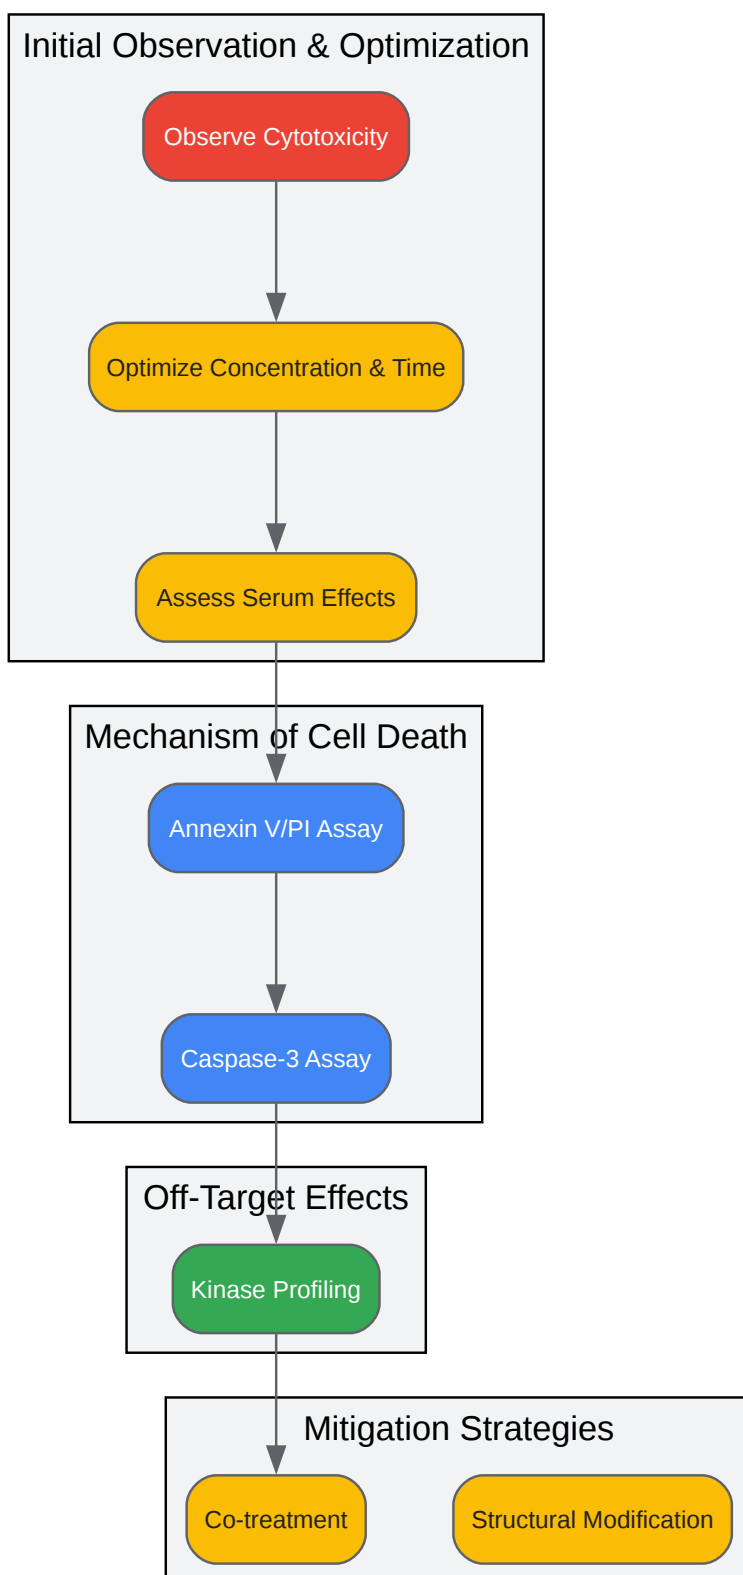 Initial Observation & Optimization
Observe Cytotoxicity
Optimize Concentration & Time
Assess Serum Effects
Mechanism of Cell Death
Annexin V/PI Assay
Caspase-3 Assay
Off-Target Effects
Kinase Profiling
Mitigation Strategies
Co-treatment
Structural Modification